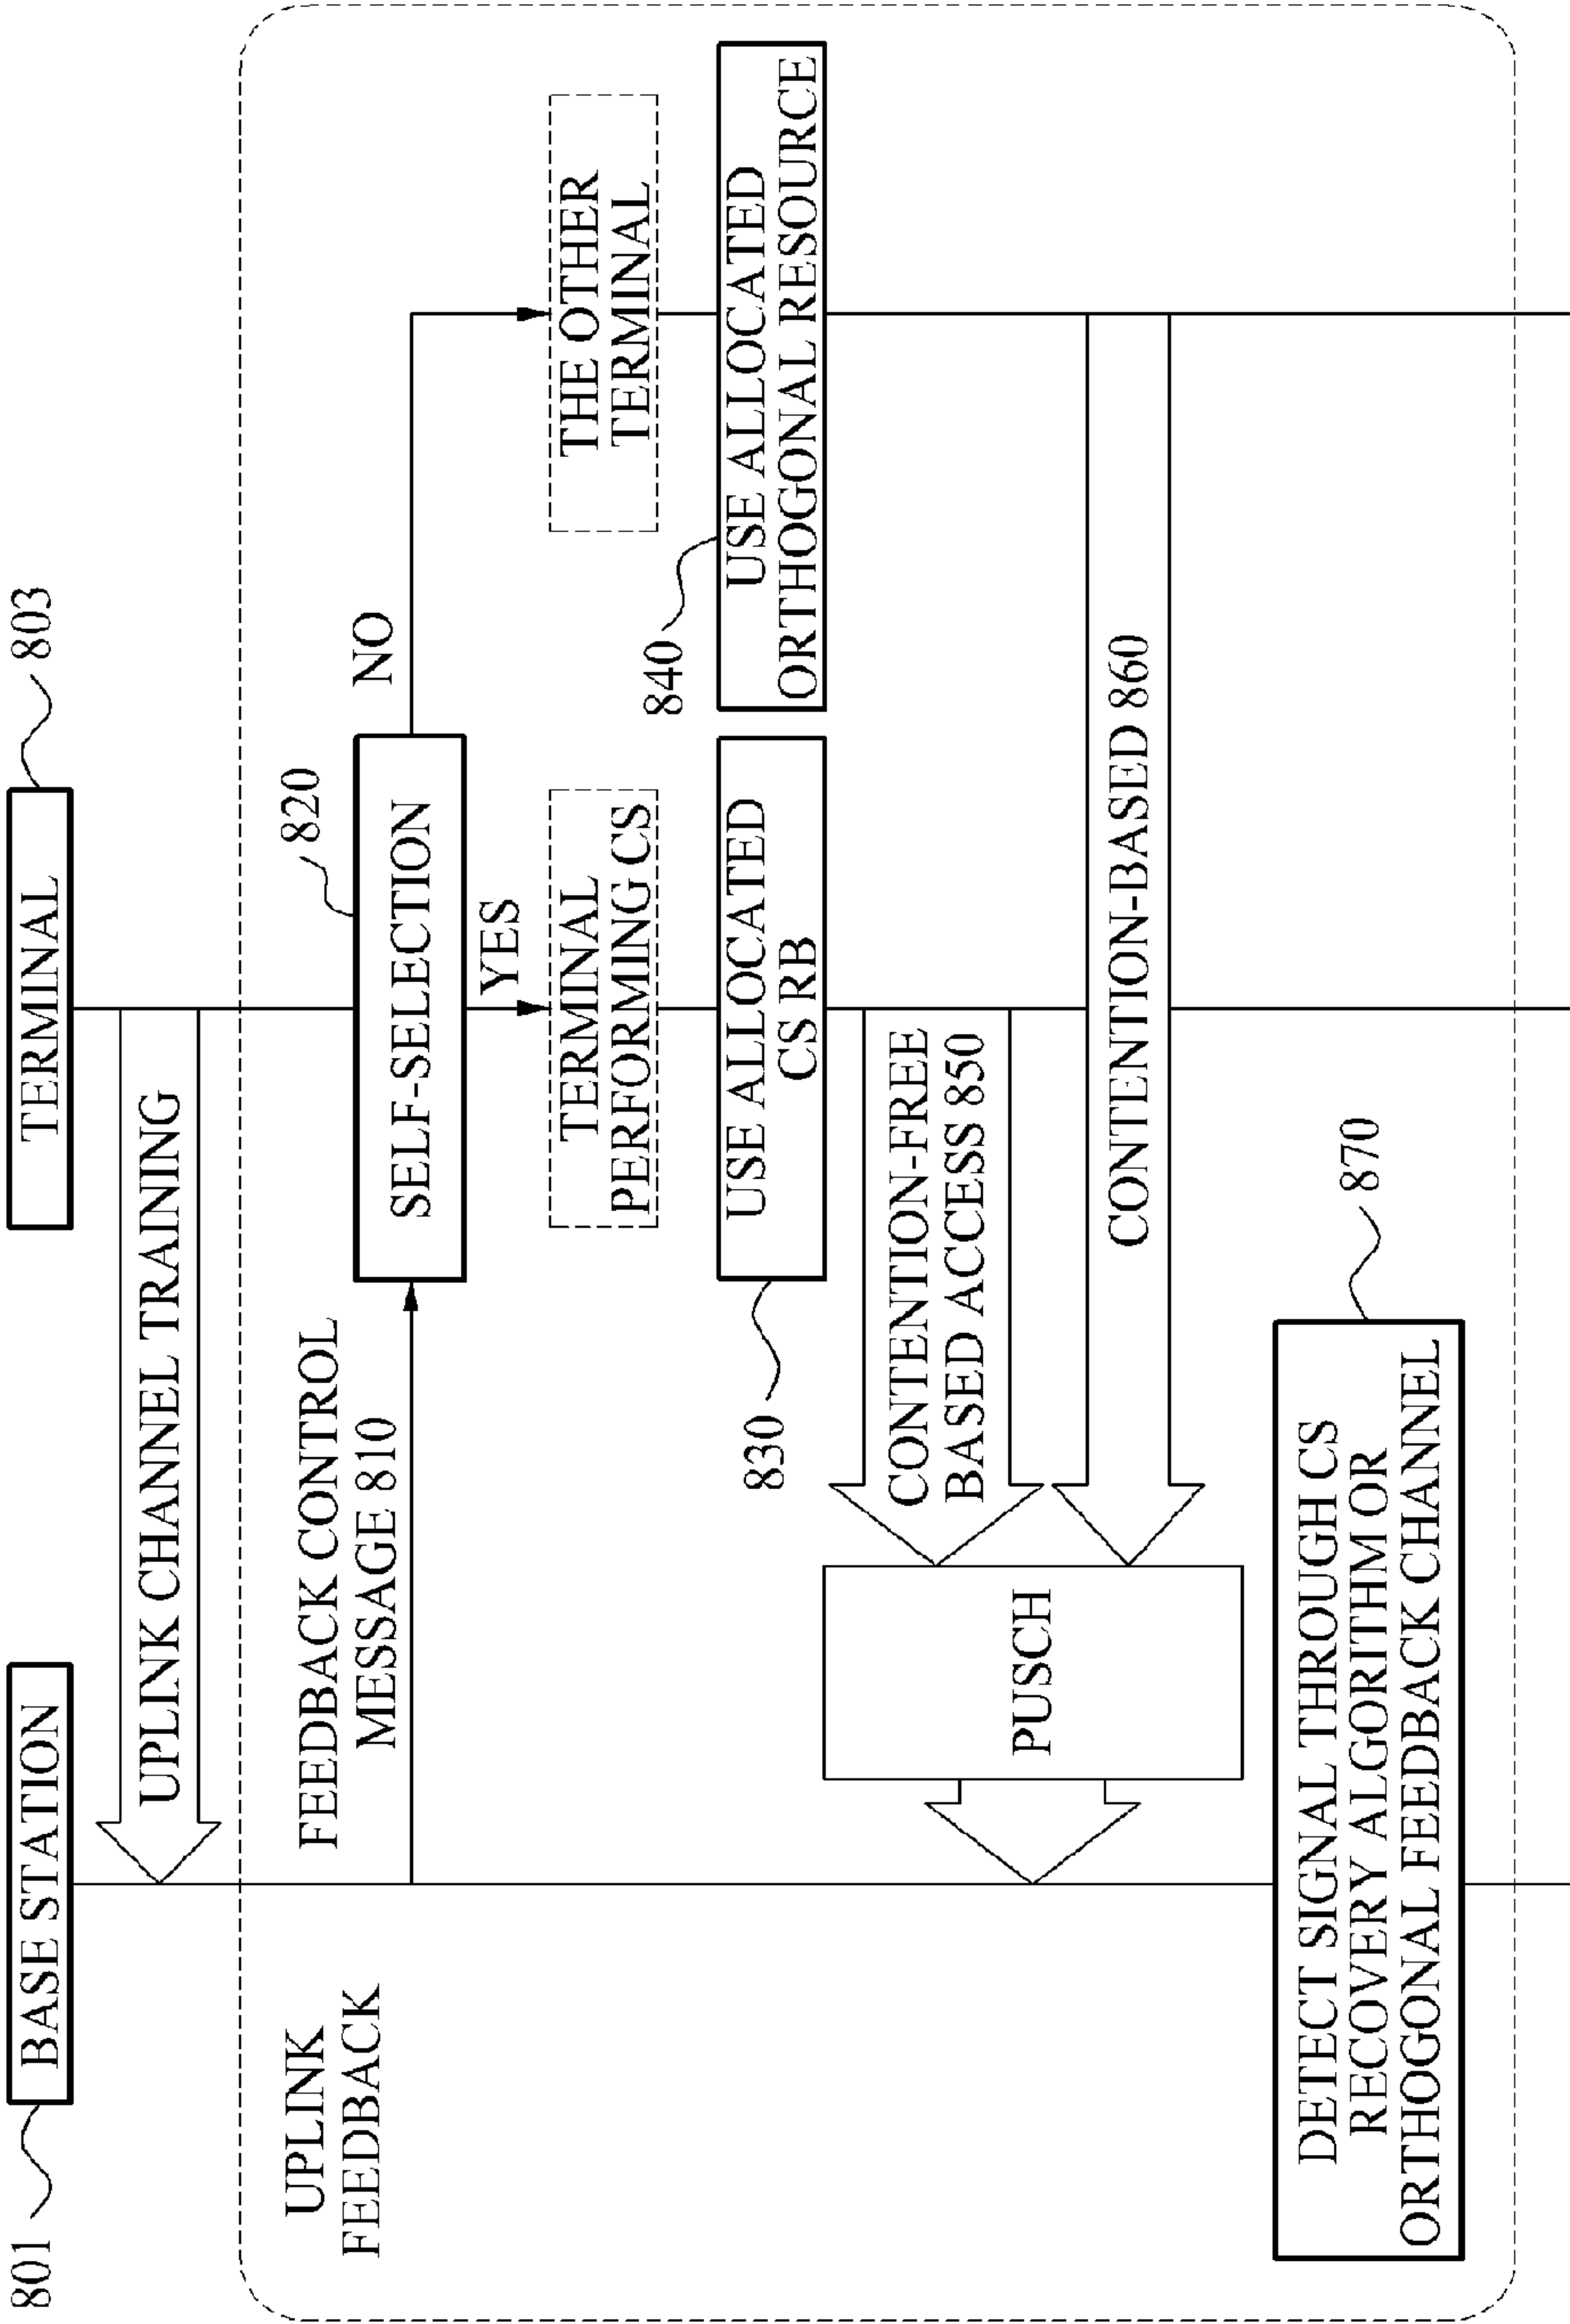 801
BASE STATION
TERMINAL
803
UPLINK CHANNEL TRAINING
UPLINK
FEEDBACK
FEEDBACK CONTROL
MESSAGE 810
820
SELF-SELECTION
NO
YES
TERMINAL
PERFORMING CS
THE OTHER
TERMINAL
830
USE ALLOCATED
CS RB
840
USE ALLOCATED
ORTHOGONAL RESOURCE
CONTENTION-FREE
BASED ACCESS 850
PUSCH
CONTENTION-BASED 860
870
DETECT SIGNAL THROUGH CS
RECOVERY ALGORITHM OR
ORTHOGONAL FEEDBACK CHANNEL